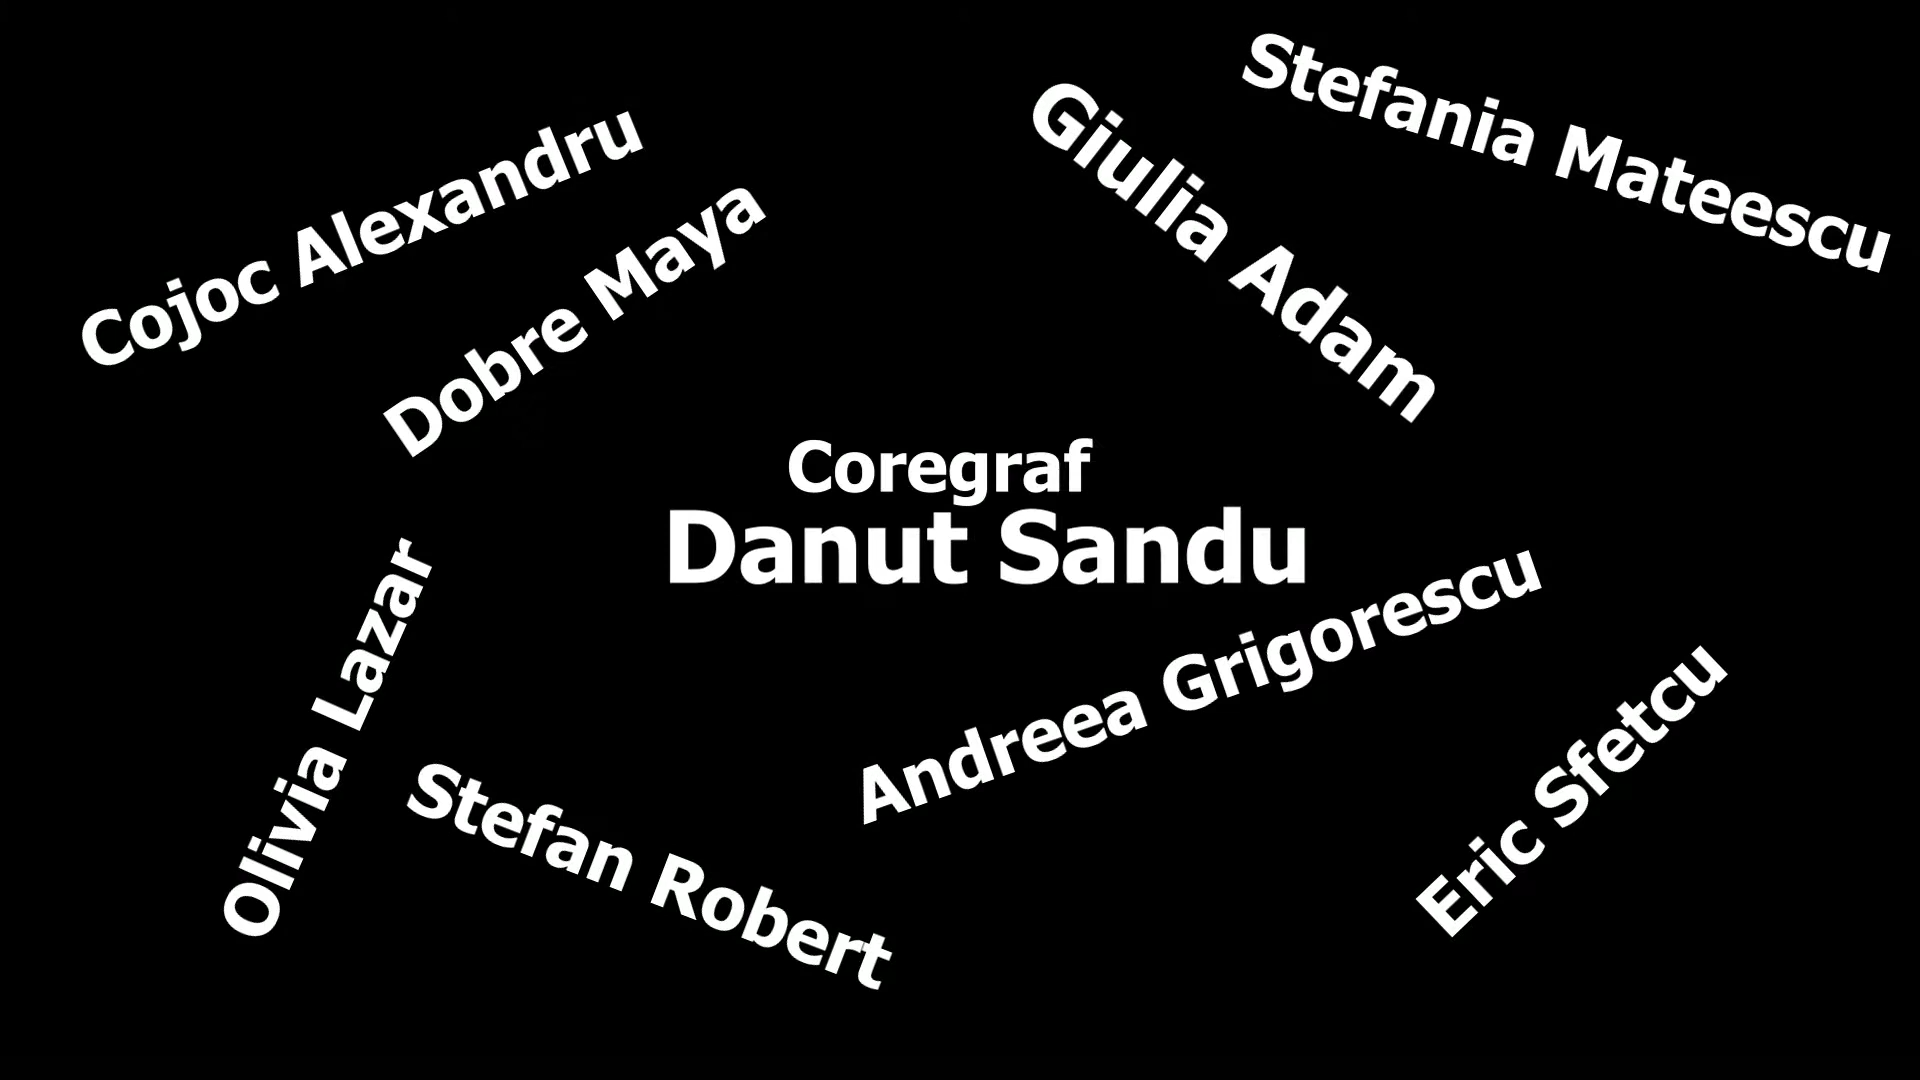 Stefania Mateescu
Giulia Adam
Cojoc Alexandru
Dobre Maya
Coregraf
Danut Sandu
Andreea Grigorescu
Olivia Lazar
Eric Sfetcu
Stefan Robert